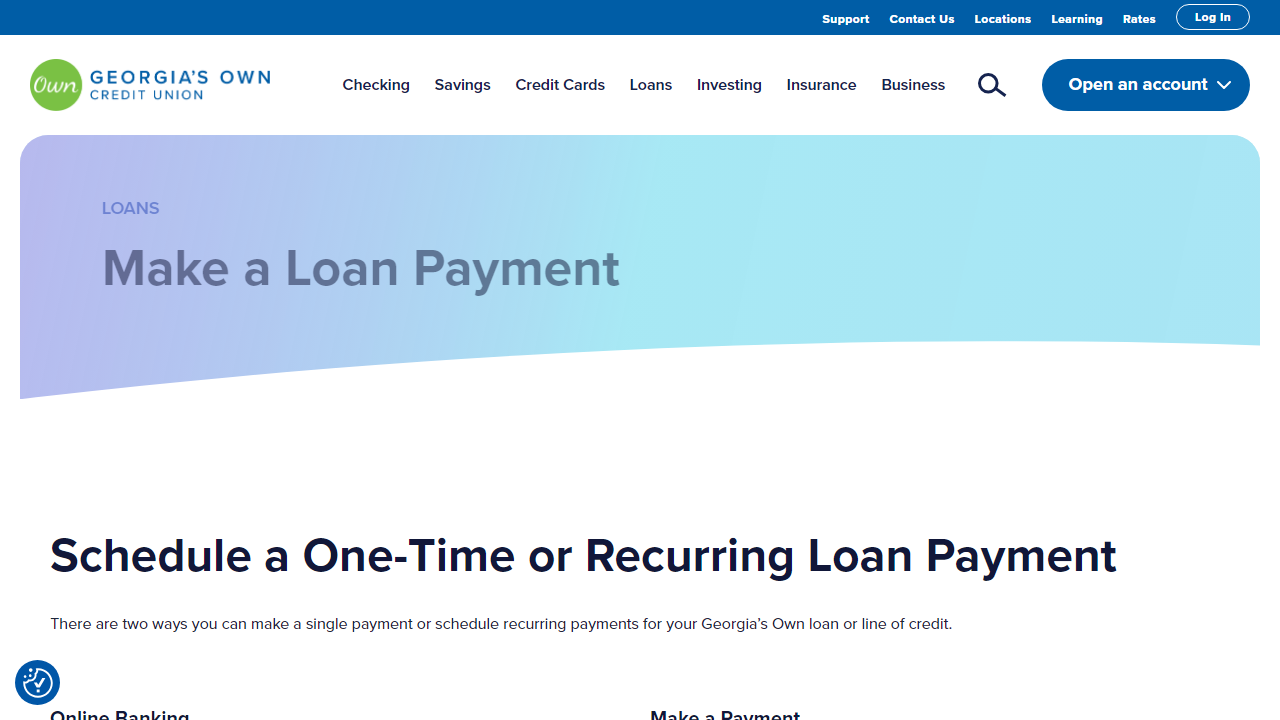 Support Contact Us Locations Learning Rates Log In
Own GEORGIA'S OWN
CREDIT UNION
Checking Savings Credit Cards Loans Investing Insurance Business Open an account
LOANS
Make a Loan Payment
Schedule a One-Time or Recurring Loan Payment
There are two ways you can make a single payment or schedule recurring payments for your Georgia’s Own loan or line of credit.
Online Banking Make a Payment